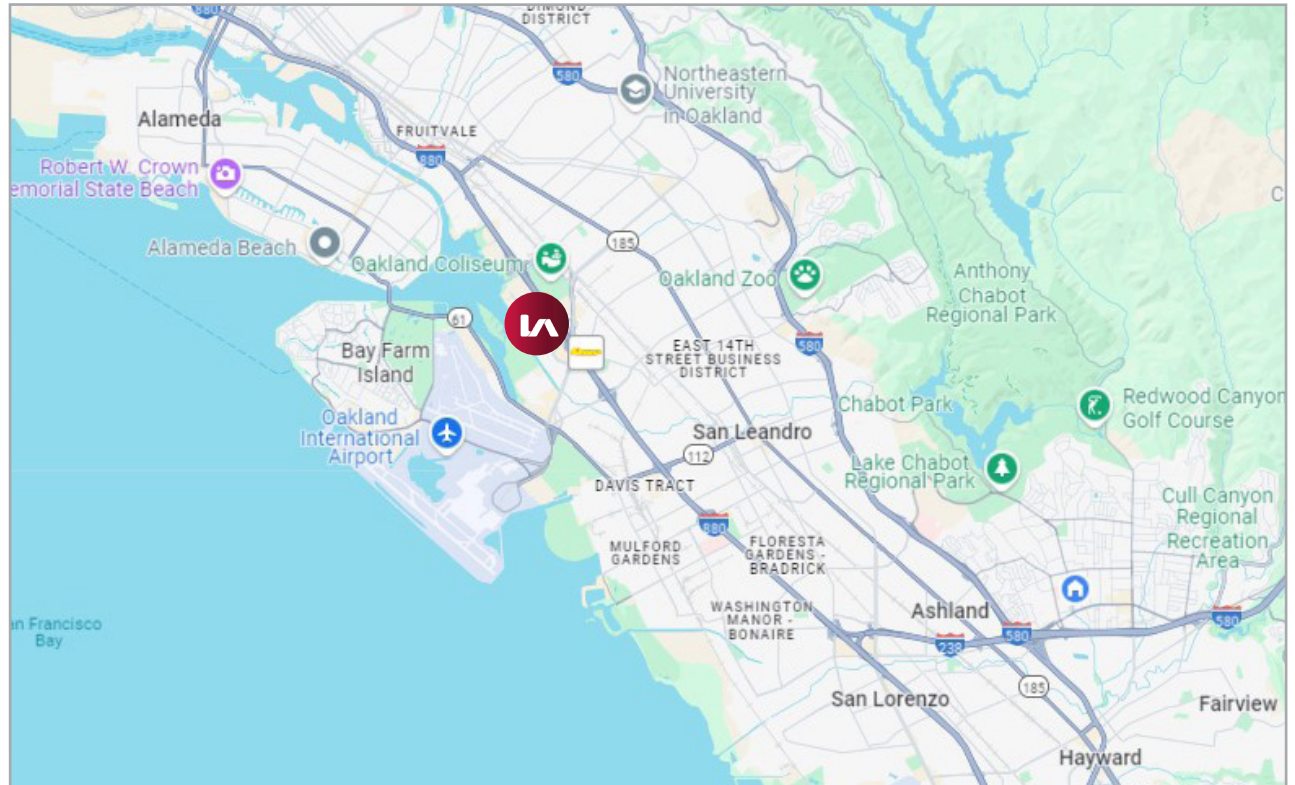 DIMOND
DISTRICT
880
580
Northeastern
University
in Oakland
Alameda
FRUITVALE
880
Robert W. Crown
emorial State Beach
185
Alameda Beach
Oakland Coliseum
Oakland Zoo
Anthony
Chabot
Regional Park
C
61
580
Bay Farm
Island
EAST 14TH
STREET BUSINESS
DISTRICT
Chabot Park
Redwood Canyon
Golf Course
Oakland
International
Airport
San Leandro
112
Lake Chabot
Regional Park
DAVIS TRACT
Cull Canyon
Regional
Recreation
Area
880
MULFORD
GARDENS
FLORESTA
GARDENS -
BRADRICK
WASHINGTON
MANOR -
BONAIRE
Ashland
580
an Francisco
Bay
238
580
185
San Lorenzo
Fairview
Hayward